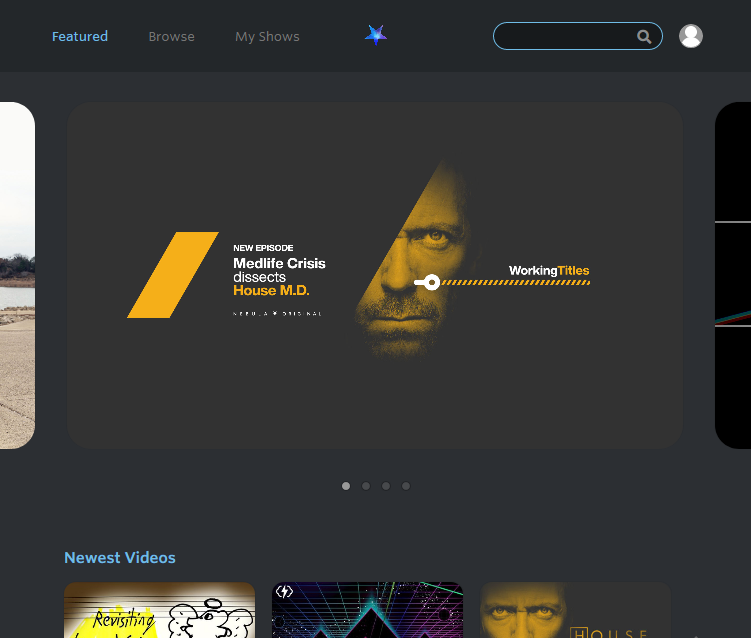 Featured
Browse
My Shows
NEW EPISODE
Medlife Crisis
dissects
House M.D.
NEBULA ORIGINAL
WorkingTitles
Newest Videos
Revisiting
HOUSE